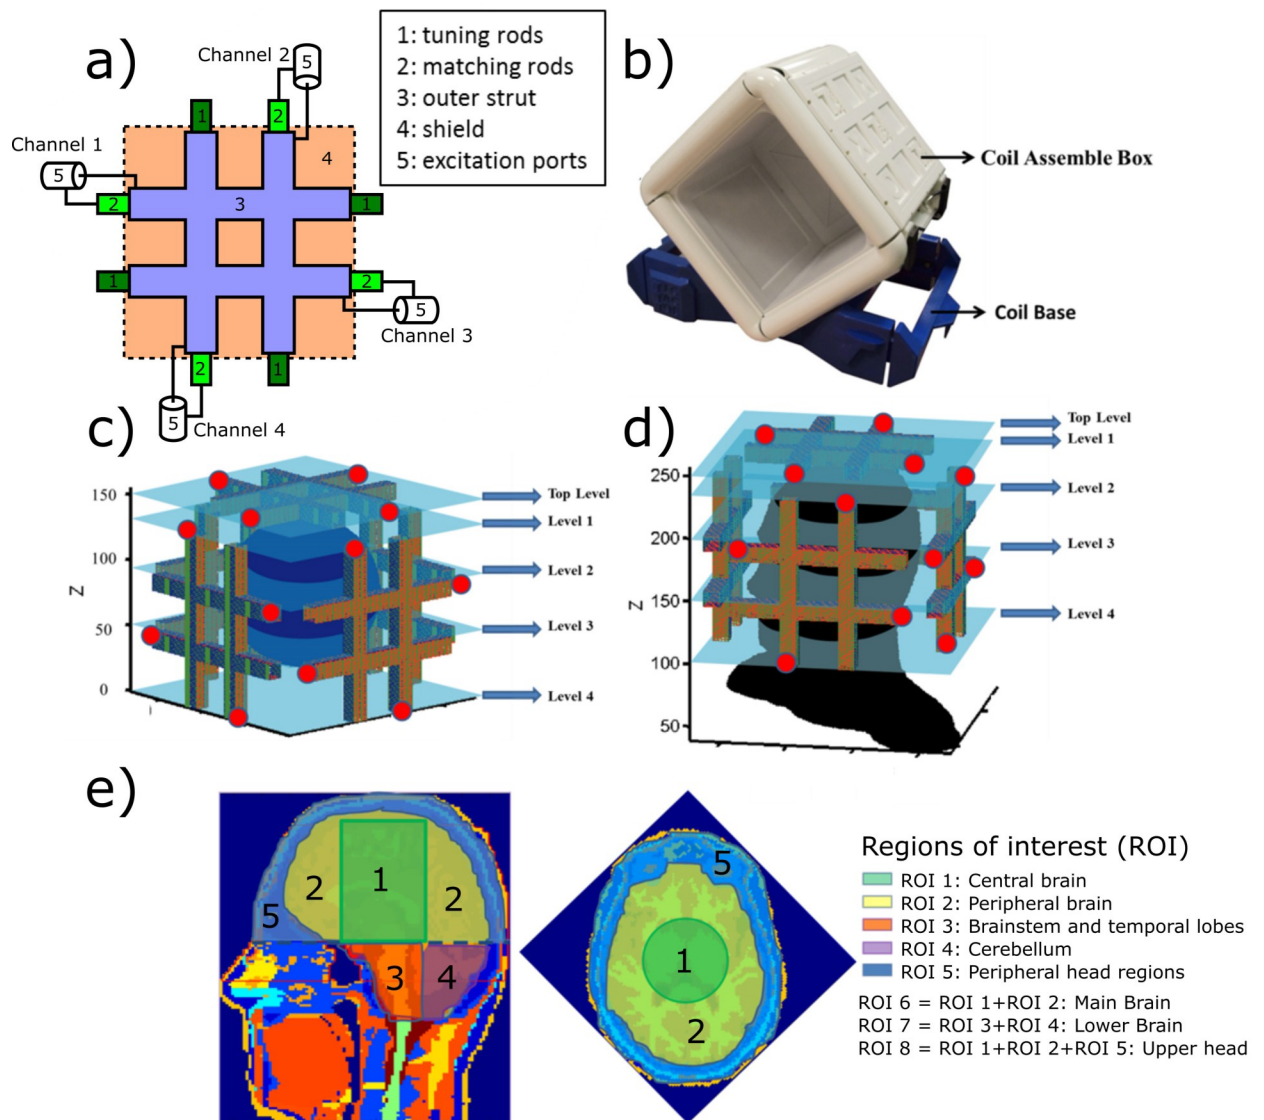 a)
Channel 2
5
1: tuning rods
2: matching rods
3: outer strut
4: shield
5: excitation ports
1
2
4
Channel 1
5
2
3
1
1
2
5
Channel 3
2
1
5
Channel 4
b)
Coil Assemble Box
Coil Base
c)
150
100
50
0
Z
Top Level
Level 1
Level 2
Level 3
Level 4
d)
250
200
150
100
50
Z
Top Level
Level 1
Level 2
Level 3
Level 4
e)
1
2
2
5
3
4
5
1
2
Regions of interest (ROI)
ROI 1: Central brain
ROI 2: Peripheral brain
ROI 3: Brainstem and temporal lobes
ROI 4: Cerebellum
ROI 5: Peripheral head regions
ROI 6 = ROI 1+ROI 2: Main Brain
ROI 7 = ROI 3+ROI 4: Lower Brain
ROI 8 = ROI 1+ROI 2+ROI 5: Upper head